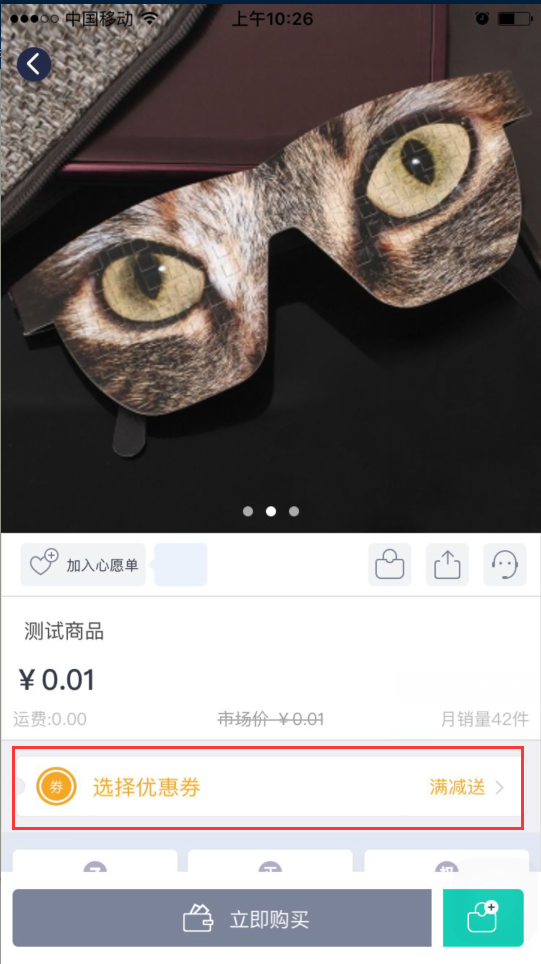 中国移动 上午10:26
加入心愿单
测试商品
¥0.01
运费:0.00 市场价 ¥0.01 月销量42件
券 选择优惠券 满减送
立即购买